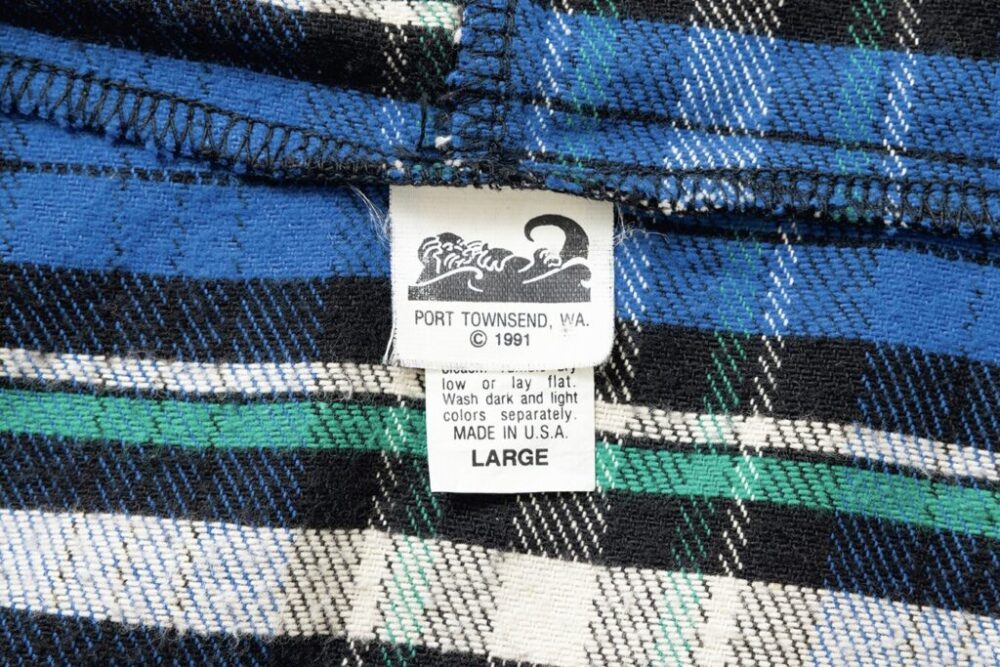 PORT TOWNSEND, WA.
© 1991
low or lay flat.
Wash dark and light
colors separately.
MADE IN U.S.A.
LARGE